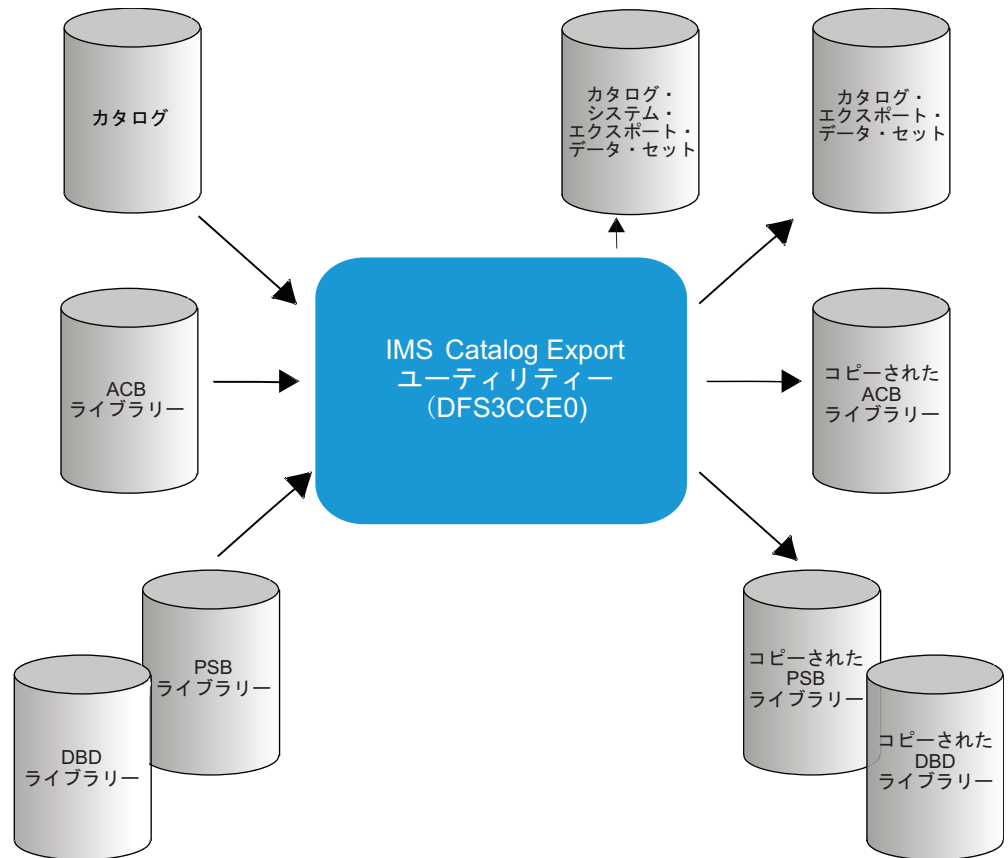 カタログ
カタログ・
システム・
エクスポート・
データ・セット
カタログ・
エクスポート・
データ・セット
ACB
ライブラリー
IMS Catalog Export
ユーティリティー
(DFS3CCE0)
コピーされた
ACB
ライブラリー
PSB
ライブラリー
DBD
ライブラリー
コピーされた
PSB
ライブラリー
コピーされた
DBD
ライブラリー